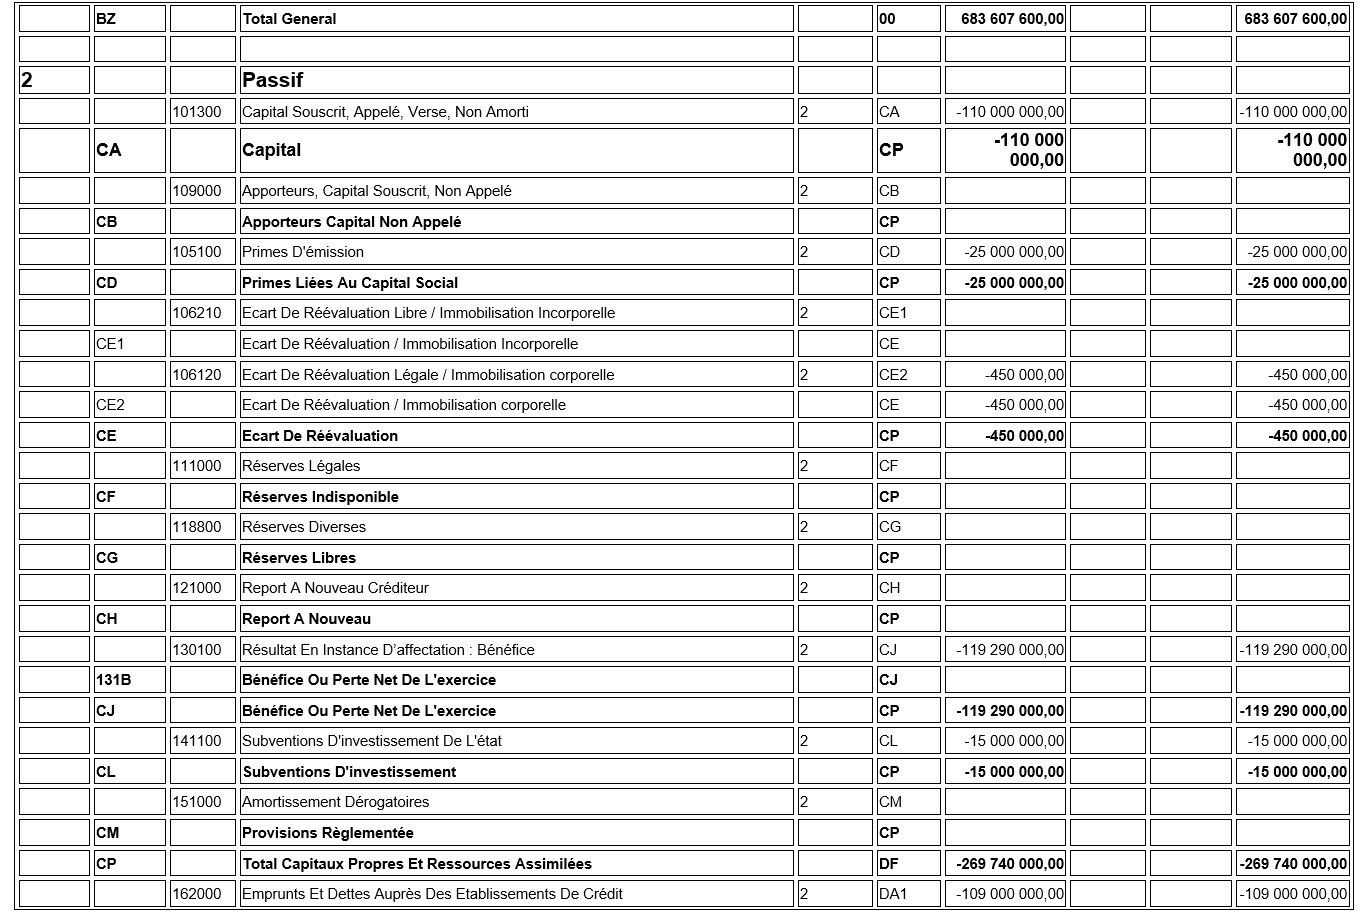 BZ Total General 00 683 607 600,00 683 607 600,00
2 Passif
101300 Capital Souscrit, Appelé, Verse, Non Amorti 2 CA -110 000 000,00 -110 000 000,00
CA Capital CP -110 000 000,00 -110 000 000,00
109000 Apporteurs, Capital Souscrit, Non Appelé 2 CB
CB Apporteurs Capital Non Appelé CP
105100 Primes D'émission 2 CD -25 000 000,00 -25 000 000,00
CD Primes Liées Au Capital Social CP -25 000 000,00 -25 000 000,00
106210 Ecart De Réévaluation Libre / Immobilisation Incorporelle 2 CE1
CE1 Ecart De Réévaluation / Immobilisation Incorporelle CE
106120 Ecart De Réévaluation Légale / Immobilisation corporelle 2 CE2 -450 000,00 -450 000,00
CE2 Ecart De Réévaluation / Immobilisation corporelle CE -450 000,00 -450 000,00
CE Ecart De Réévaluation CP -450 000,00 -450 000,00
111000 Réserves Légales 2 CF
CF Réserves Indisponible CP
118800 Réserves Diverses 2 CG
CG Réserves Libres CP
121000 Report A Nouveau Créditeur 2 CH
CH Report A Nouveau CP
130100 Résultat En Instance D’affectation : Bénéfice 2 CJ -119 290 000,00 -119 290 000,00
131B Bénéfice Ou Perte Net De L'exercice CJ
CJ Bénéfice Ou Perte Net De L'exercice CP -119 290 000,00 -119 290 000,00
141100 Subventions D'investissement De L'état 2 CL -15 000 000,00 -15 000 000,00
CL Subventions D'investissement CP -15 000 000,00 -15 000 000,00
151000 Amortissement Dérogatoires 2 CM
CM Provisions Règlementée CP
CP Total Capitaux Propres Et Ressources Assimilées DF -269 740 000,00 -269 740 000,00
162000 Emprunts Et Dettes Auprès Des Etablissements De Crédit 2 DA1 -109 000 000,00 -109 000 000,00